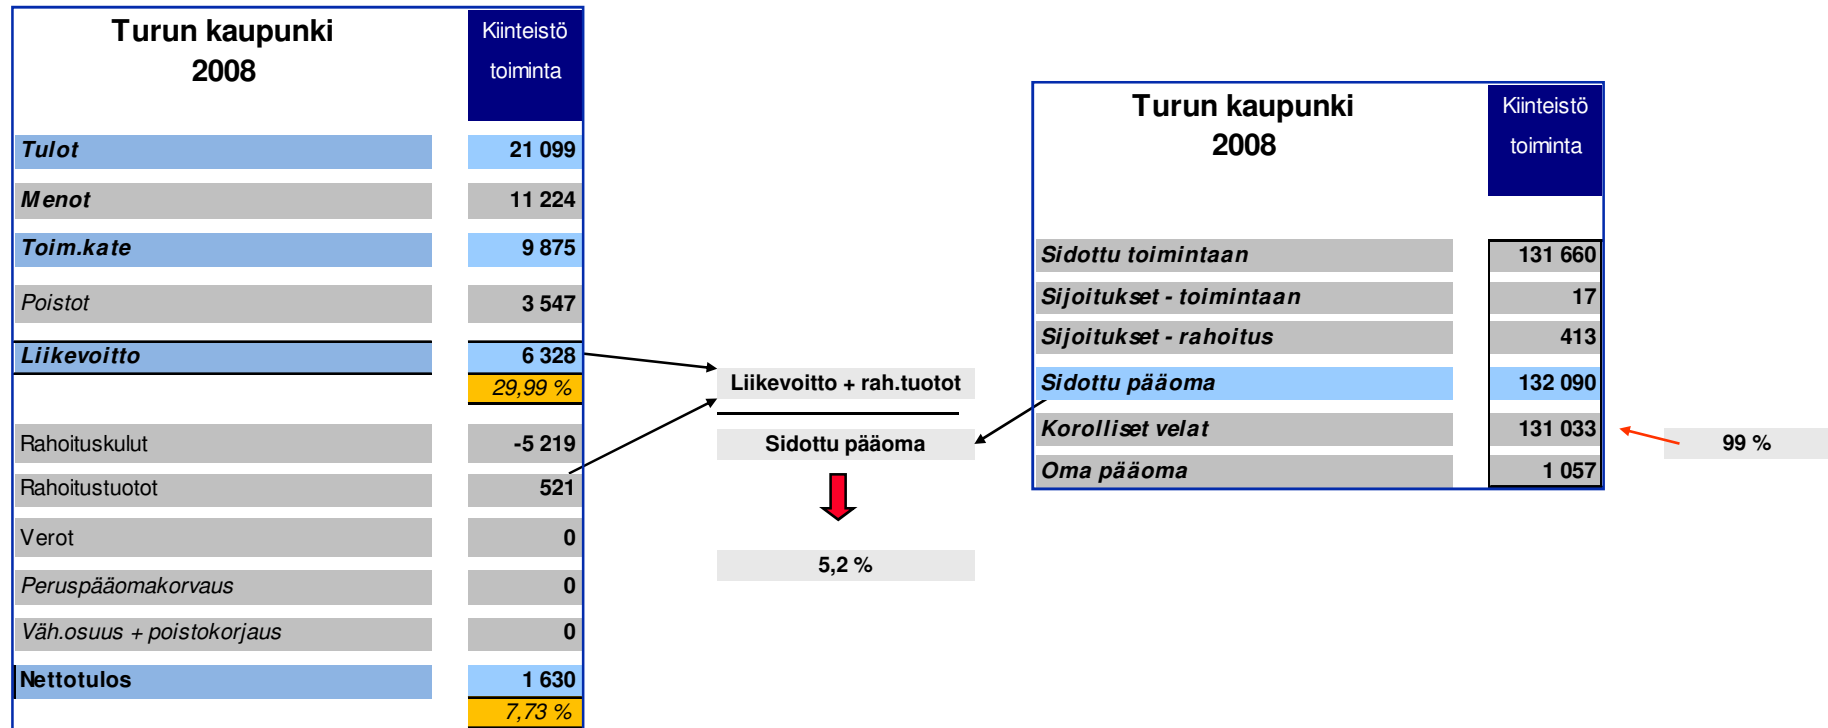 Turun kaupunki
2008
Kiinteistö
toiminta
Tulot 21 099
Menot 11 224
Toim.kate 9 875
Poistot 3 547
Liikevoitto 6 328
29,99 %
Rahoituskulut -5 219
Rahoitustuotot 521
Verot 0
Peruspääomakorvaus 0
Väh.osuus + poistokorjaus 0
Nettotulos 1 630
7,73 %
Liikevoitto + rah.tuotot
Sidottu pääoma
5,2 %
Turun kaupunki
2008
Kiinteistö
toiminta
Sidottu toimintaan 131 660
Sijoitukset - toimintaan 17
Sijoitukset - rahoitus 413
Sidottu pääoma 132 090
Korolliset velat 131 033
Oma pääoma 1 057
99 %